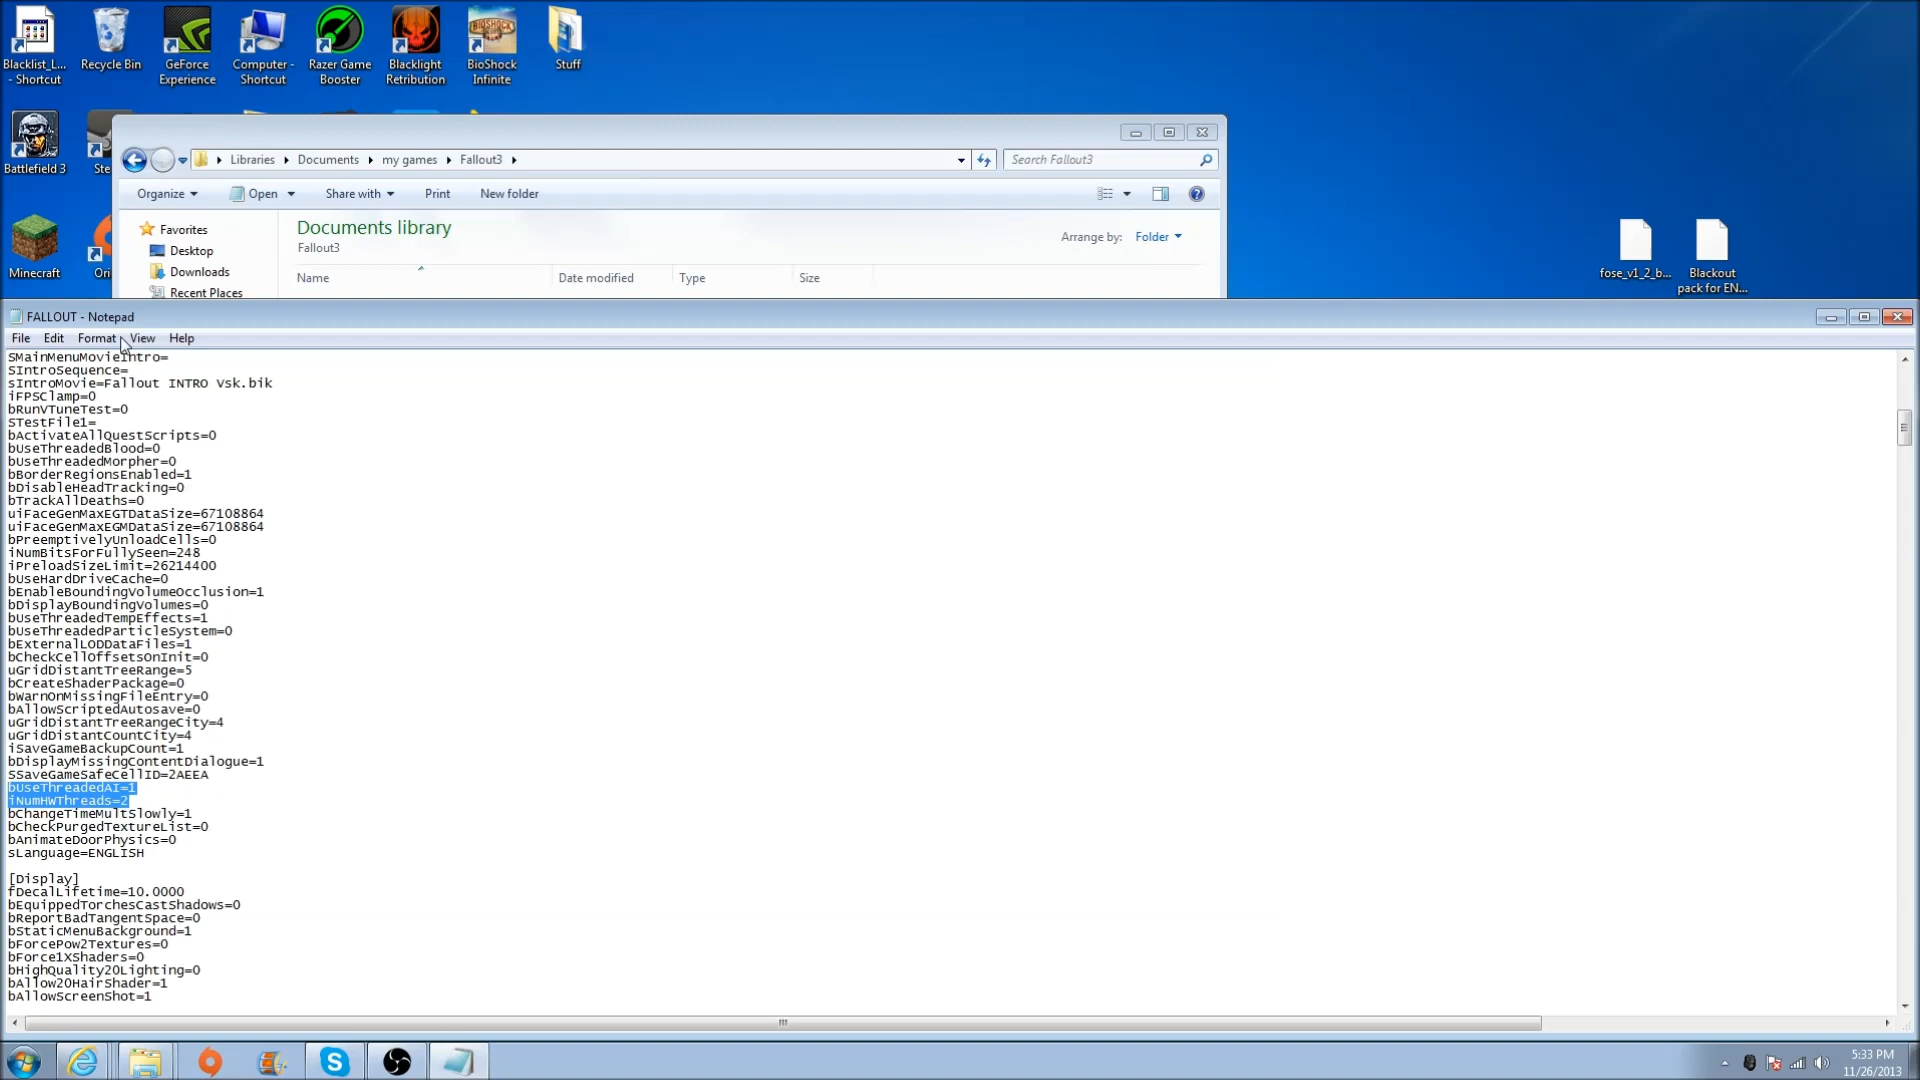 Blacklist_L... - Shortcut
Recycle Bin
GeForce Experience
Computer - Shortcut
Razer Game Booster
Blacklight Retribution
BioShock Infinite
Stuff
Battlefield 3
Ste
Minecraft
Ori
fose_v1_2_b...
Blackout pack for EN...
Libraries
Documents
my games
Fallout3
Search Fallout3
Organize
Open
Share with
Print
New folder
Favorites
Desktop
Downloads
Recent Places
Documents library
Fallout3
Arrange by: Folder
Name
Date modified
Type
Size
FALLOUT - Notepad
File Edit Format View Help
SMainMenuMovieIntro=
SIntroSequence=
sIntroMovie=Fallout INTRO Vsk.bik
iFPSClamp=0
bRunVTuneTest=0
STestFile1=
bActivateAllQuestScripts=0
bUseThreadedBlood=0
bUseThreadedMorpher=0
bBorderRegionsEnabled=1
bDisableHeadTracking=0
bTrackAllDeaths=0
uiFaceGenMaxEGTDataSize=67108864
uiFaceGenMaxEGMDataSize=67108864
bPreemptivelyUnloadCells=0
iNumBitsForFullySeen=248
iPreloadSizeLimit=26214400
bUseHardDriveCache=0
bEnableBoundingVolumeOcclusion=1
bDisplayBoundingVolumes=0
bUseThreadedTempEffects=1
bUseThreadedParticleSystem=0
bExternalLODDataFiles=1
bCheckCellOffsetsOnInit=0
uGridDistantTreeRange=5
bCreateShaderPackage=0
bWarnOnMissingFileEntry=0
bAllowScriptedAutosave=0
uGridDistantTreeRangeCity=4
uGridDistantCountCity=4
iSaveGameBackupCount=1
bDisplayMissingContentDialogue=1
SSaveGameSafeCellID=2AEEA
bUseThreadedAI=1
iNumHWThreads=2
bChangeTimeMultSlowly=1
bCheckPurgedTextureList=0
bAnimateDoorPhysics=0
sLanguage=ENGLISH
[Display]
fDecalLifetime=10.0000
bEquippedTorchesCastShadows=0
bReportBadTangentSpace=0
bStaticMenuBackground=1
bForcePow2Textures=0
bForce1XShaders=0
bHighQuality20Lighting=0
bAllow20HairShader=1
bAllowScreenShot=1
5:33 PM
11/26/2013